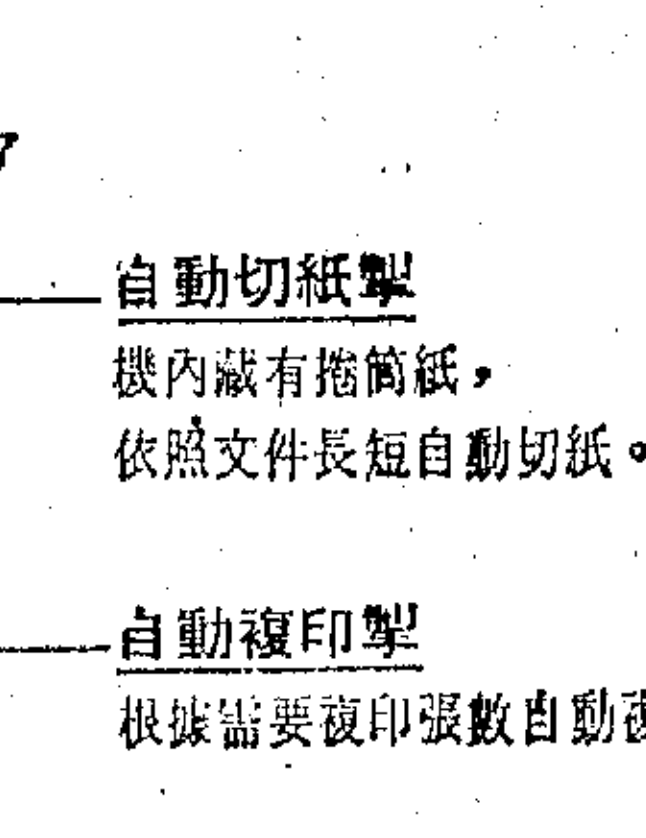 自動切紙掣
機內藏有捲筒紙，
依照文件長短自動切紙。
自動複印掣
根據需要複印張數自動複